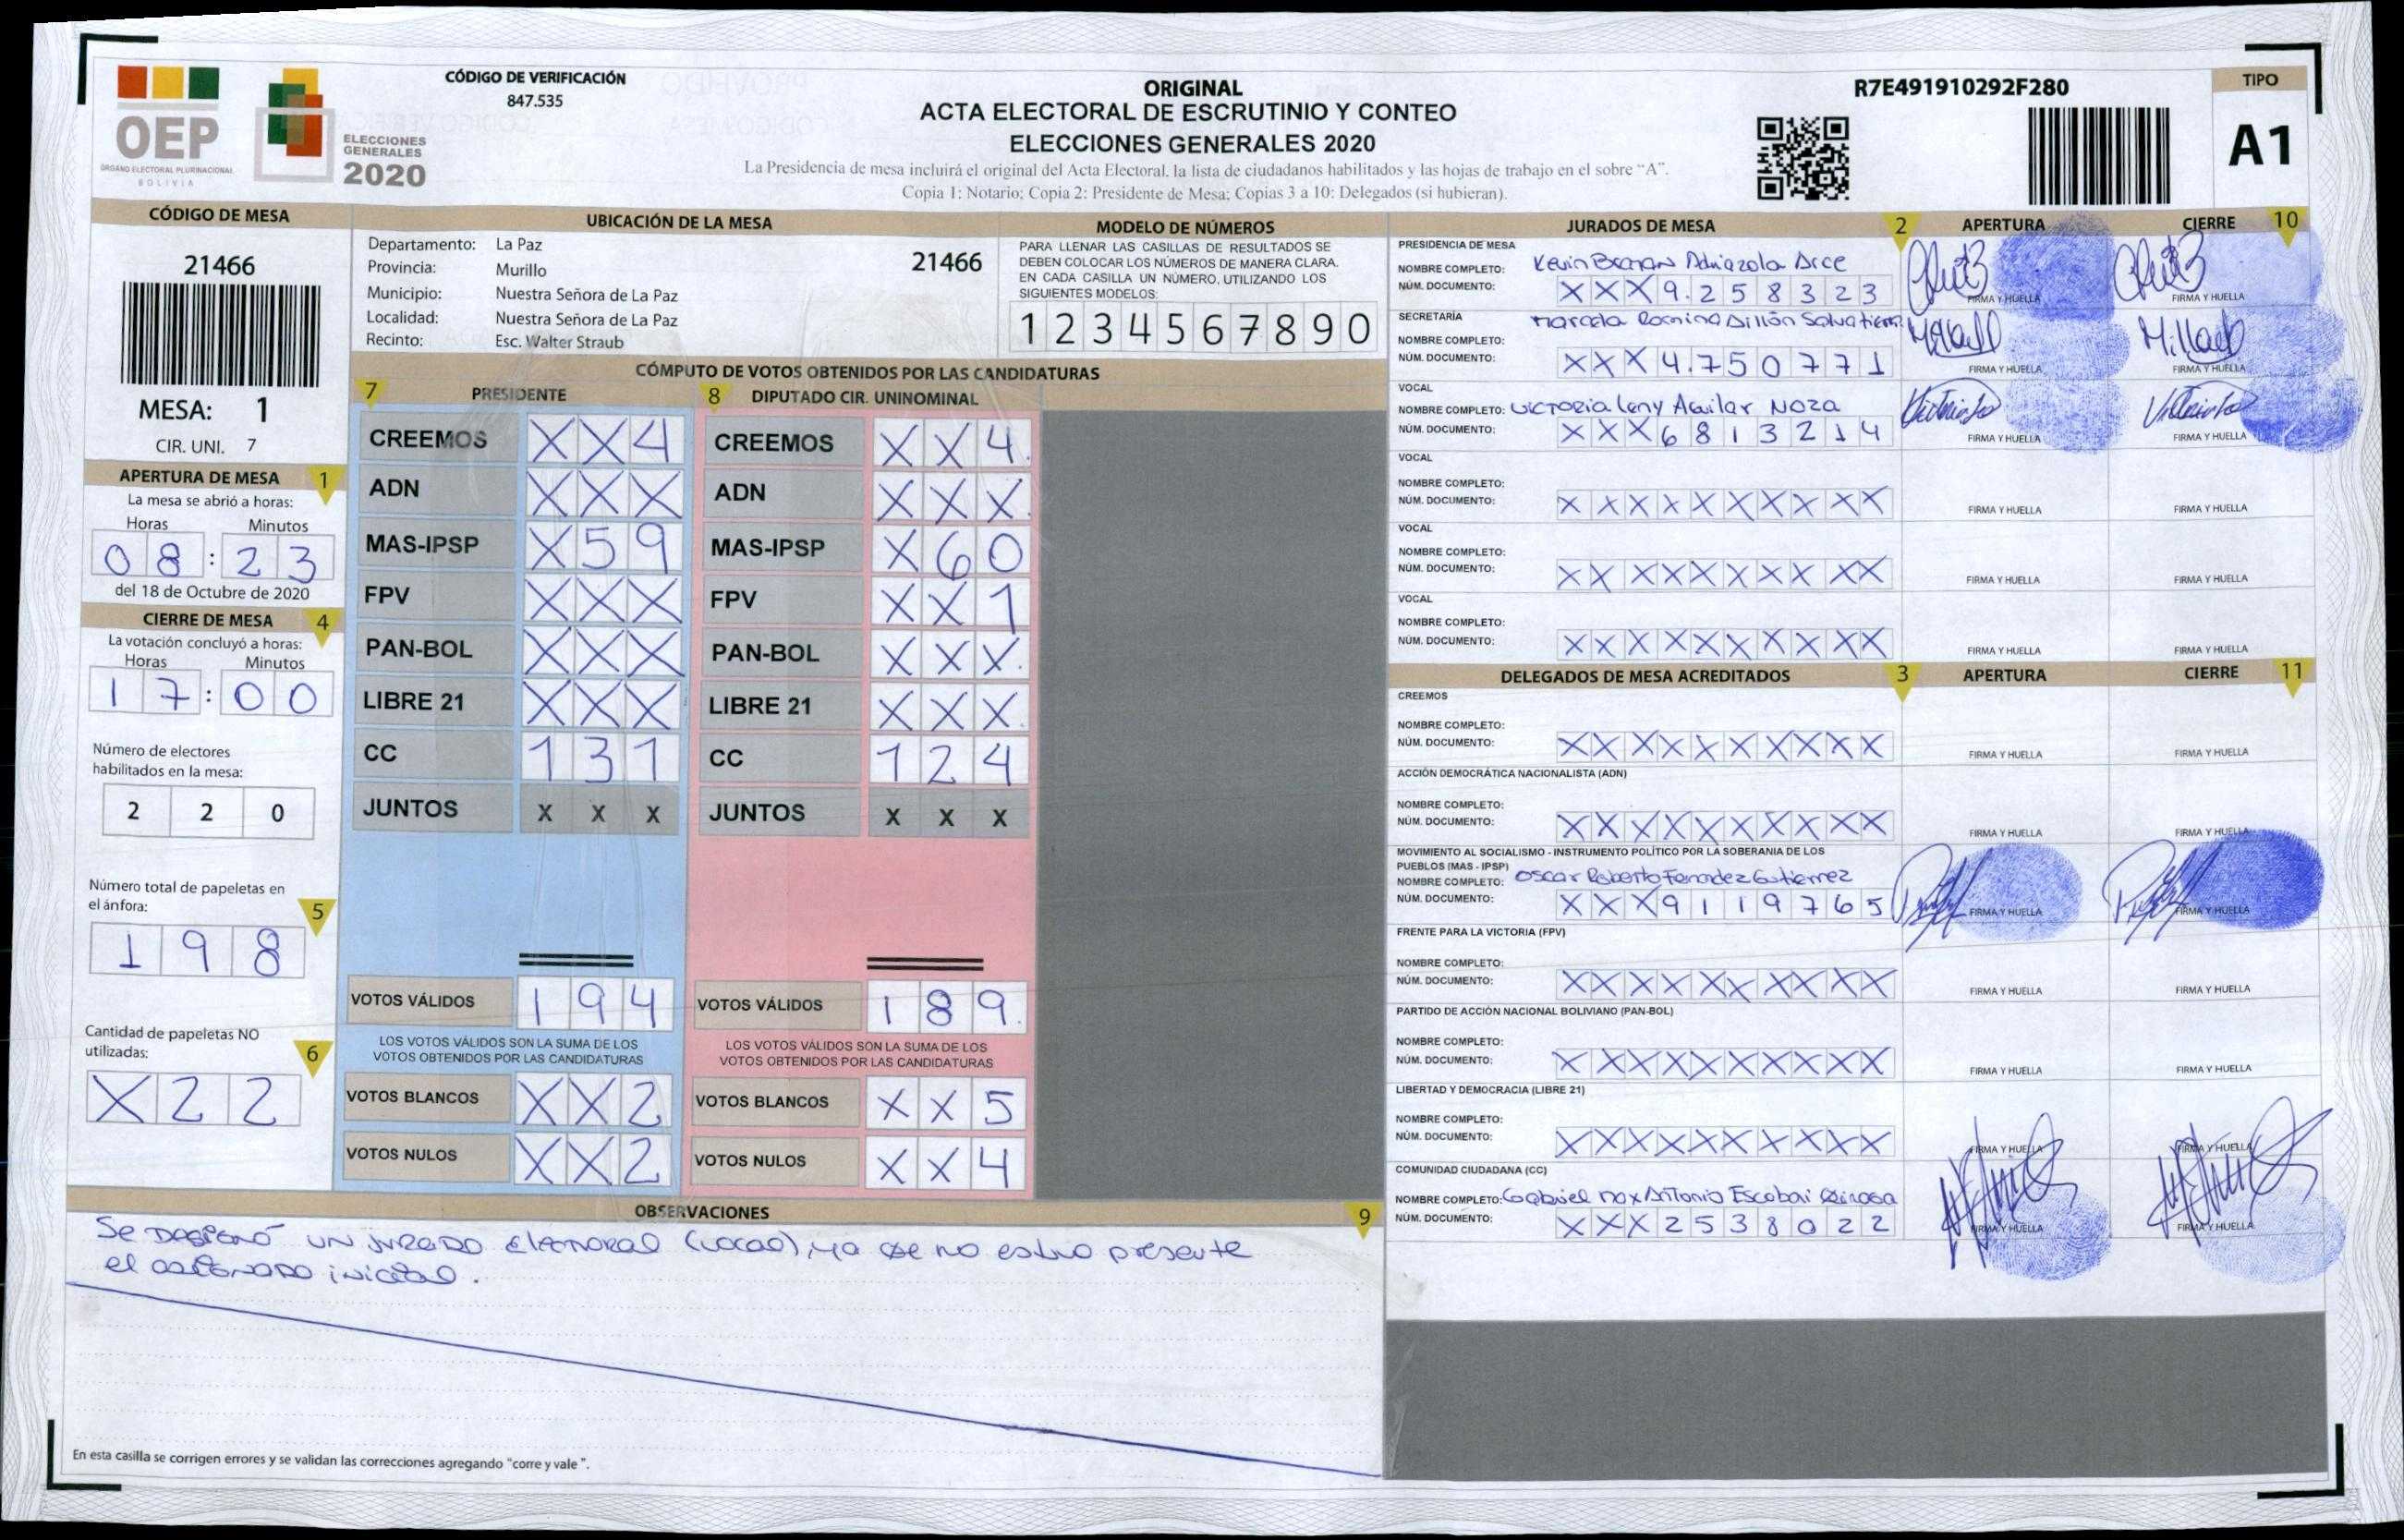 OEP
ÓRGANO ELECTORAL PLURINACIONAL
BOLIVIA
ELECCIONES
GENERALES
2020
CÓDIGO DE VERIFICACIÓN
847.535
ORIGINAL
ACTA ELECTORAL DE ESCRUTINIO Y CONTEO
ELECCIONES GENERALES 2020
La Presidencia de mesa incluirá el original del Acta Electoral, la lista de ciudadanos habilitados y las hojas de trabajo en el sobre "A".
Copia 1: Notario; Copia 2: Presidente de Mesa; Copias 3 a 10: Delegados (si hubieran).
R7E491910292F280
TIPO
A1
CÓDIGO DE MESA
21466
MESA: 1
CIR. UNI. 7
APERTURA DE MESA 1
La mesa se abrió a horas:
Horas Minutos
0 8 : 2 3
del 18 de Octubre de 2020
CIERRE DE MESA 4
La votación concluyó a horas:
Horas Minutos
1 7 : 0 0
Número de electores
habilitados en la mesa:
2 2 0
Número total de papeletas en
el ánfora: 5
1 9 8
Cantidad de papeletas NO
utilizadas: 6
X 2 2
UBICACIÓN DE LA MESA
Departamento: La Paz
21466
Provincia: Murillo
Municipio: Nuestra Señora de La Paz
Localidad: Nuestra Señora de La Paz
Recinto: Esc. Walter Straub
MODELO DE NÚMEROS
PARA LLENAR LAS CASILLAS DE RESULTADOS SE
DEBEN COLOCAR LOS NÚMEROS DE MANERA CLARA.
EN CADA CASILLA UN NÚMERO, UTILIZANDO LOS
SIGUIENTES MODELOS:
1 2 3 4 5 6 7 8 9 0
CÓMPUTO DE VOTOS OBTENIDOS POR LAS CANDIDATURAS
7 PRESIDENTE
CREEMOS X X 4
ADN X X X
MAS-IPSP X 5 9
FPV X X X
PAN-BOL X X X
LIBRE 21 X X X
CC 1 3 1
JUNTOS X X X
VOTOS VÁLIDOS 1 9 4
LOS VOTOS VÁLIDOS SON LA SUMA DE LOS
VOTOS OBTENIDOS POR LAS CANDIDATURAS
VOTOS BLANCOS X X 2
VOTOS NULOS X X 2
8 DIPUTADO CIR. UNINOMINAL
CREEMOS X X 4
ADN X X X
MAS-IPSP X 6 0
FPV X X 1
PAN-BOL X X X
LIBRE 21 X X X
CC 1 2 4
JUNTOS X X X
VOTOS VÁLIDOS 1 8 9
LOS VOTOS VÁLIDOS SON LA SUMA DE LOS
VOTOS OBTENIDOS POR LAS CANDIDATURAS
VOTOS BLANCOS X X 5
VOTOS NULOS X X 4
OBSERVACIONES 9
Se un jurado electoral (vocal), ya que no estuvo presente
el inicial.
En esta casilla se corrigen errores y se validan las correcciones agregando "corre y vale".
JURADOS DE MESA 2 APERTURA CIERRE 10
PRESIDENCIA DE MESA
NOMBRE COMPLETO: Kevin Adriazola Arce
NÚM. DOCUMENTO: X X X 9 . 2 5 8 3 2 3
FIRMA Y HUELLA FIRMA Y HUELLA
SECRETARÍA
NOMBRE COMPLETO: Marcela Romina Dillón Salvatierra
NÚM. DOCUMENTO: X X X 4 . 7 5 0 7 7 1
FIRMA Y HUELLA FIRMA Y HUELLA
VOCAL
NOMBRE COMPLETO: Victoria Leny Aguilar Noza
NÚM. DOCUMENTO: X X X 6 8 1 3 2 1 4
FIRMA Y HUELLA FIRMA Y HUELLA
VOCAL
NOMBRE COMPLETO:
NÚM. DOCUMENTO: X X X X X X X X X X
FIRMA Y HUELLA FIRMA Y HUELLA
VOCAL
NOMBRE COMPLETO:
NÚM. DOCUMENTO: X X X X X X X X X X
FIRMA Y HUELLA FIRMA Y HUELLA
VOCAL
NOMBRE COMPLETO:
NÚM. DOCUMENTO: X X X X X X X X X X
FIRMA Y HUELLA FIRMA Y HUELLA
DELEGADOS DE MESA ACREDITADOS 3 APERTURA CIERRE 11
CREEMOS
NOMBRE COMPLETO:
NÚM. DOCUMENTO: X X X X X X X X X X
FIRMA Y HUELLA FIRMA Y HUELLA
ACCIÓN DEMOCRÁTICA NACIONALISTA (ADN)
NOMBRE COMPLETO:
NÚM. DOCUMENTO: X X X X X X X X X X
FIRMA Y HUELLA FIRMA Y HUELLA
MOVIMIENTO AL SOCIALISMO - INSTRUMENTO POLÍTICO POR LA SOBERANIA DE LOS
PUEBLOS (MAS - IPSP)
NOMBRE COMPLETO: Oscar Roberto Fernandez Gutierrez
NÚM. DOCUMENTO: X X X 9 1 1 9 7 6 5
FIRMA Y HUELLA FIRMA Y HUELLA
FRENTE PARA LA VICTORIA (FPV)
NOMBRE COMPLETO:
NÚM. DOCUMENTO: X X X X X X X X X X
FIRMA Y HUELLA FIRMA Y HUELLA
PARTIDO DE ACCIÓN NACIONAL BOLIVIANO (PAN-BOL)
NOMBRE COMPLETO:
NÚM. DOCUMENTO: X X X X X X X X X X
FIRMA Y HUELLA FIRMA Y HUELLA
LIBERTAD Y DEMOCRACIA (LIBRE 21)
NOMBRE COMPLETO:
NÚM. DOCUMENTO: X X X X X X X X X X
FIRMA Y HUELLA FIRMA Y HUELLA
COMUNIDAD CIUDADANA (CC)
NOMBRE COMPLETO: Gabriel Max Antonio Escobari
NÚM. DOCUMENTO: X X X 2 5 3 8 0 2 2
FIRMA Y HUELLA FIRMA Y HUELLA